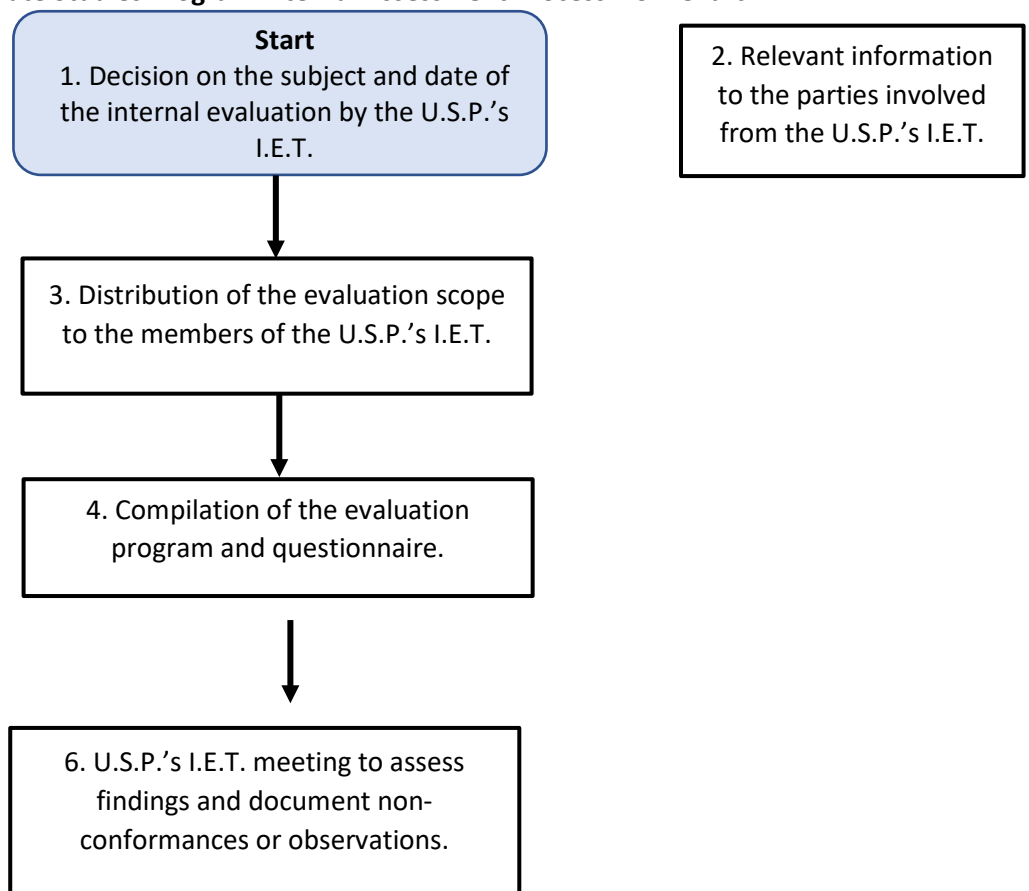 Start
1. Decision on the subject and date of
the internal evaluation by the U.S.P.'s
I.E.T.
2. Relevant information
to the parties involved
from the U.S.P.'s I.E.T.
3. Distribution of the evaluation scope
to the members of the U.S.P.'s I.E.T.
4. Compilation of the evaluation
program and questionnaire.
6. U.S.P.'s I.E.T. meeting to assess
findings and document non-
conformances or observations.